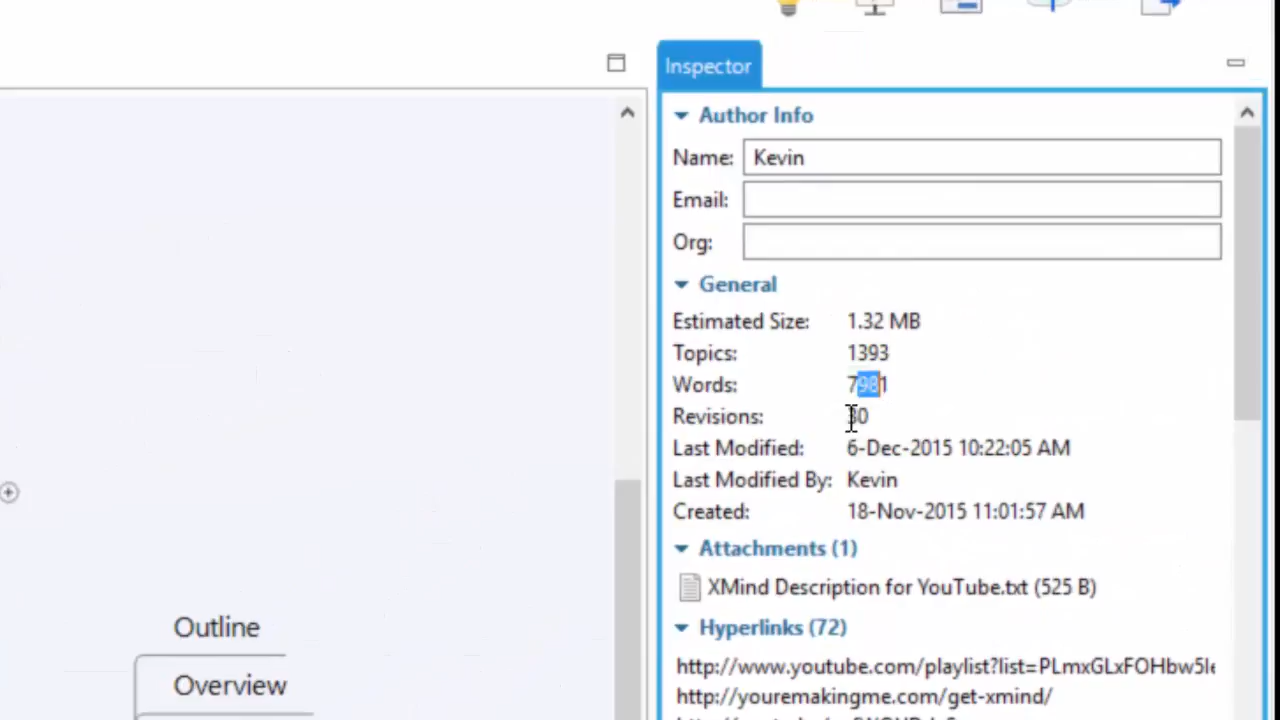 Inspector
Author Info
Name: Kevin
Email:
Org:
General
Estimated Size: 1.32 MB
Topics: 1393
Words: 7981
Revisions: 30
Last Modified: 6-Dec-2015 10:22:05 AM
Last Modified By: Kevin
Created: 18-Nov-2015 11:01:57 AM
Attachments (1)
XMind Description for YouTube.txt (525 B)
Hyperlinks (72)
http://www.youtube.com/playlist?list=PLmxGLxFOHbw5le
http://youremakingme.com/get-xmind/
Outline
Overview